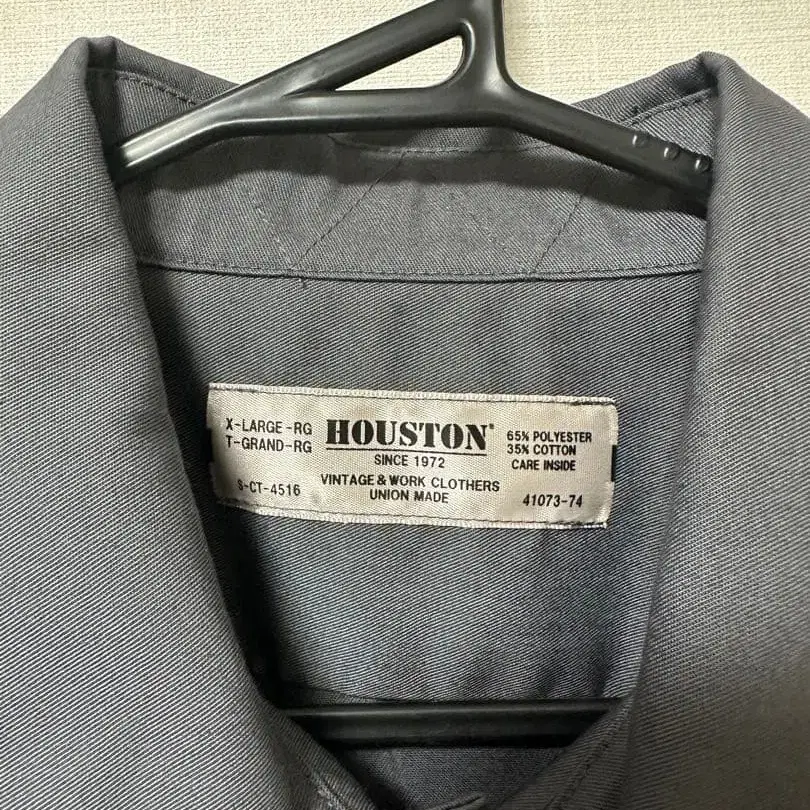 X-LARGE-RG
T-GRAND-RG
S-CT-4516
HOUSTON
SINCE 1972
VINTAGE & WORK CLOTHERS
UNION MADE
65% POLYESTER
35% COTTON
CARE INSIDE
41073-74